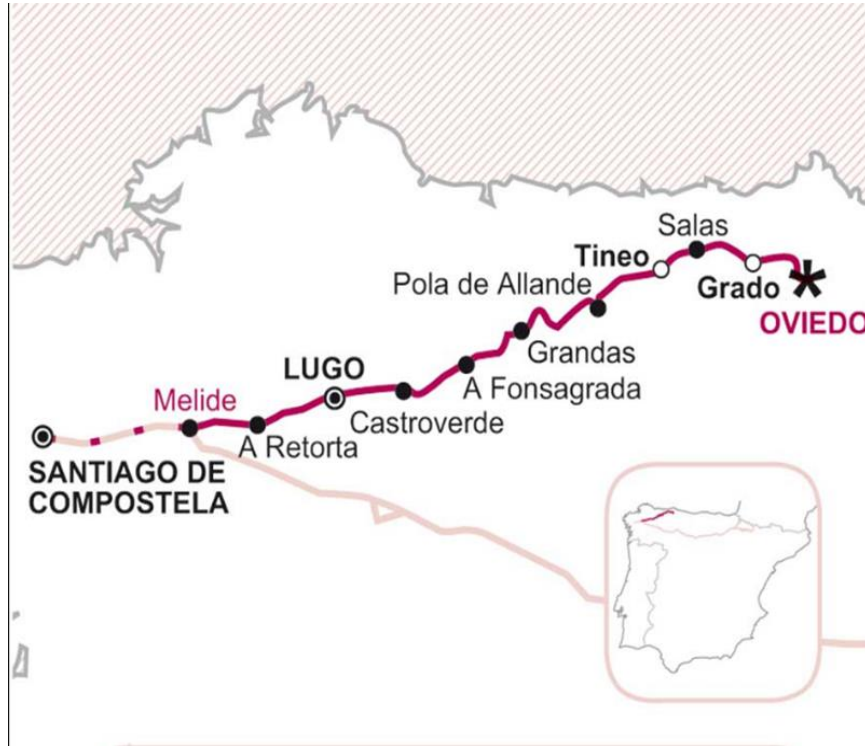 Salas
Tineo
Pola de Allande
Grado
OVIEDO
Grandas
LUGO
A Fonsagrada
Melide
Castroverde
A Retorta
SANTIAGO DE
COMPOSTELA